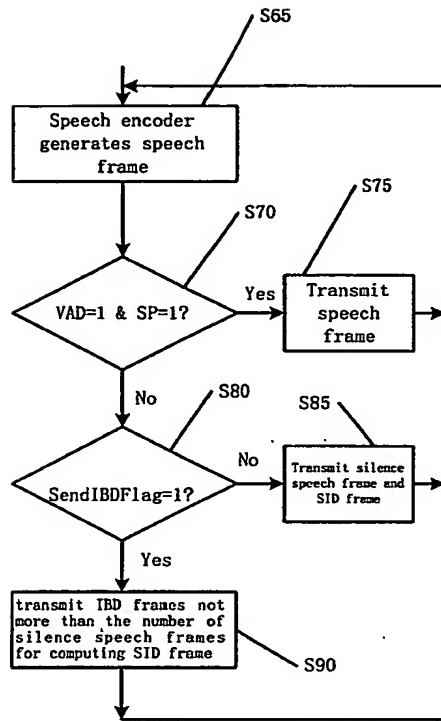 S65
Speech encoder
generates speech
frame
S70
VAD=1 & SP=1?
Yes
S75
Transmit
speech
frame
No
S80
SendIBDFlag=1?
No
S85
Transmit silence
speech frame and
SID frame
Yes
transmit IBD frames not
more than the number of
silence speech frames
for computing SID frame
S90